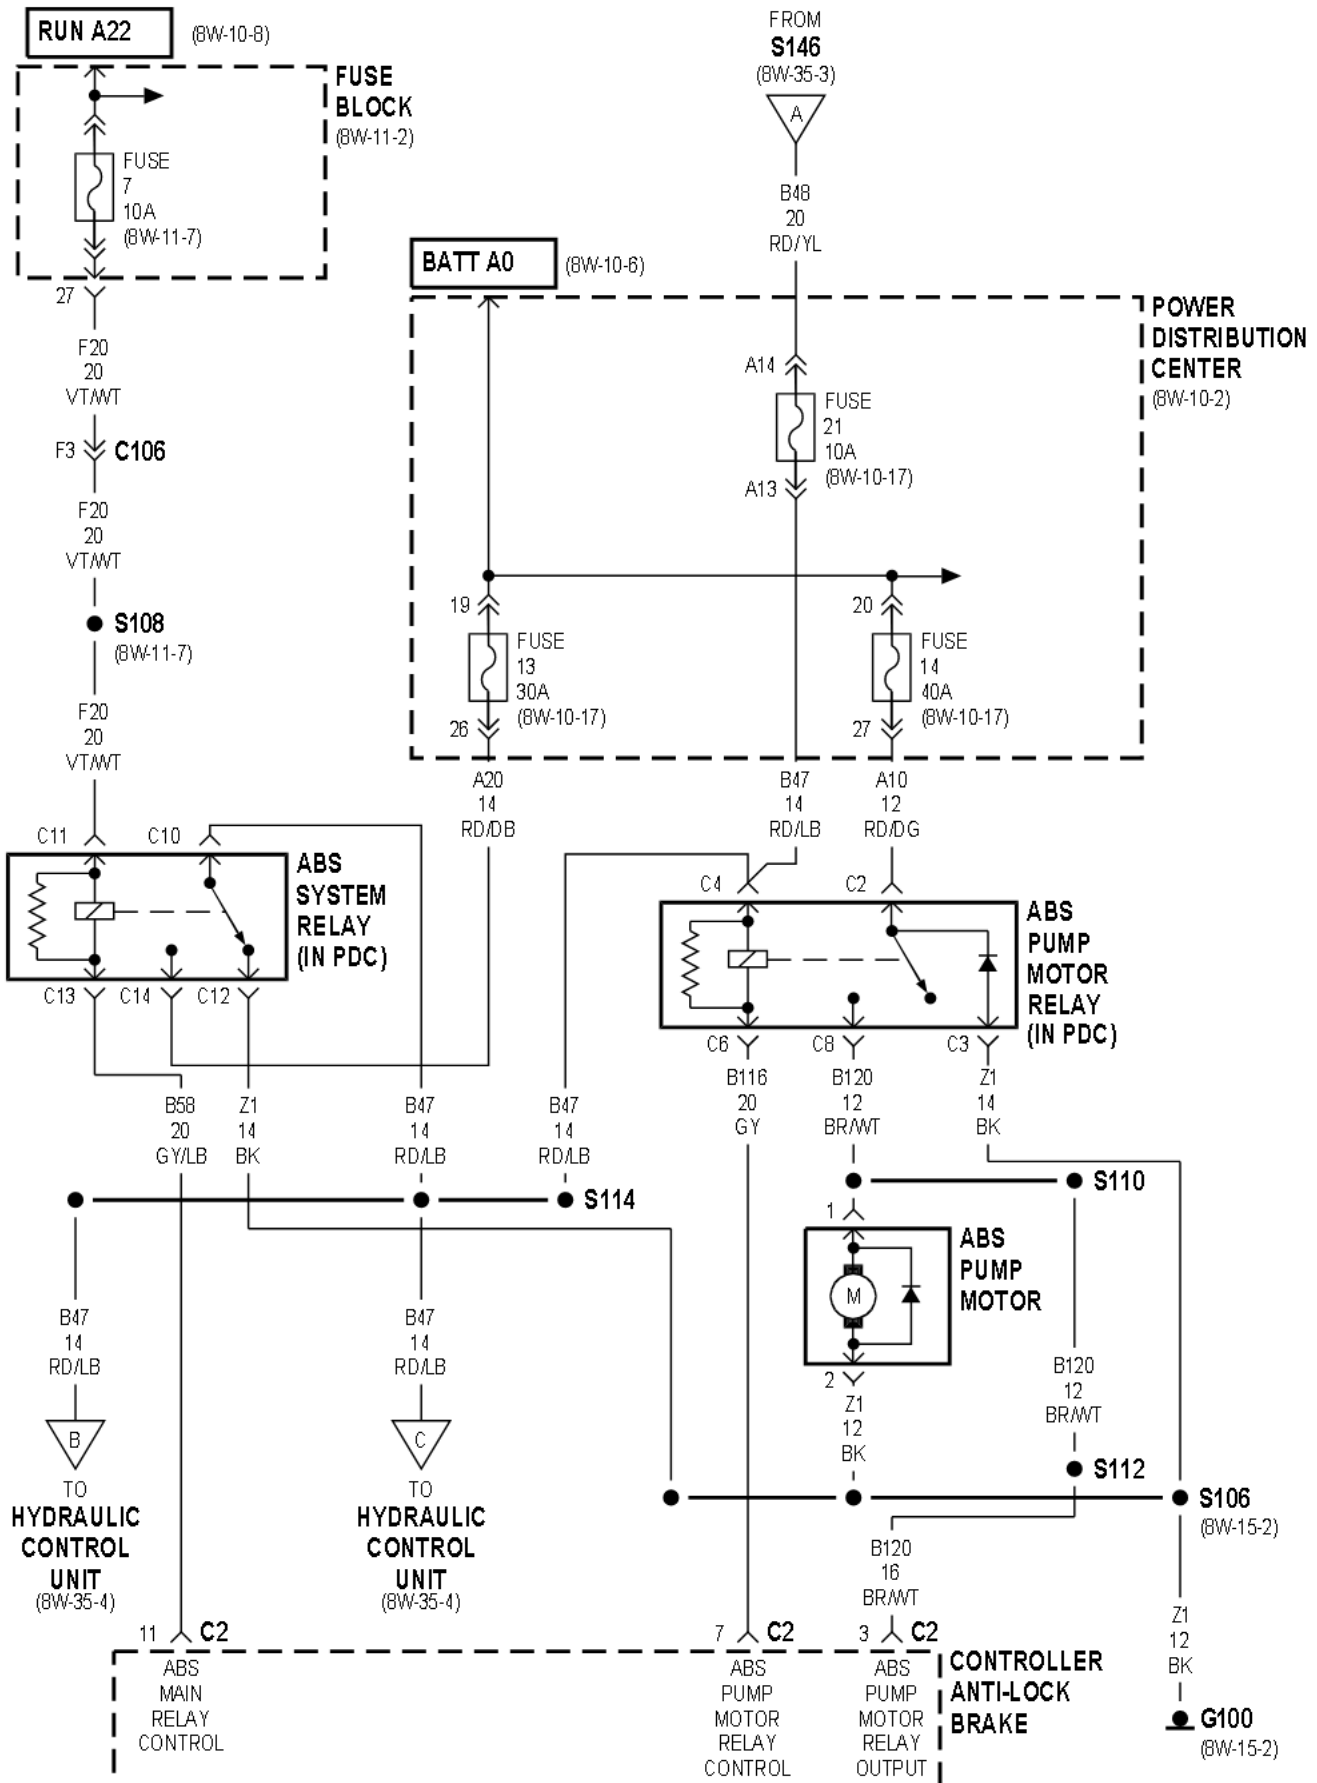 RUN A22
(8W-10-8)
FUSE
BLOCK
(8W-11-2)
FUSE
7
10A
(8W-11-7)
27
F20
20
VT/WT
F3
C106
F20
20
VT/WT
S108
(8W-11-7)
F20
20
VT/WT
FROM
S146
(8W-35-3)
A
B48
20
RD/YL
BATT A0
(8W-10-6)
POWER
DISTRIBUTION
CENTER
(8W-10-2)
A14
FUSE
21
10A
(8W-10-17)
A13
19
FUSE
13
30A
(8W-10-17)
26
20
FUSE
14
40A
(8W-10-17)
27
A20
14
RD/DB
B47
14
RD/LB
A10
12
RD/DG
C11
C10
ABS
SYSTEM
RELAY
(IN PDC)
C13
C14
C12
C4
C2
ABS
PUMP
MOTOR
RELAY
(IN PDC)
C6
C8
C3
B58
20
GY/LB
Z1
14
BK
B47
14
RD/LB
B47
14
RD/LB
B116
20
GY
B120
12
BR/WT
Z1
14
BK
S114
S110
1
ABS
PUMP
MOTOR
M
2
B47
14
RD/LB
B47
14
RD/LB
Z1
12
BK
B120
12
BR/WT
B
C
S112
S106
(8W-15-2)
TO
HYDRAULIC
CONTROL
UNIT
(8W-35-4)
TO
HYDRAULIC
CONTROL
UNIT
(8W-35-4)
B120
16
BR/WT
Z1
12
BK
11
C2
7
C2
3
C2
ABS
MAIN
RELAY
CONTROL
ABS
PUMP
MOTOR
RELAY
CONTROL
ABS
PUMP
MOTOR
RELAY
OUTPUT
CONTROLLER
ANTI-LOCK
BRAKE
G100
(8W-15-2)